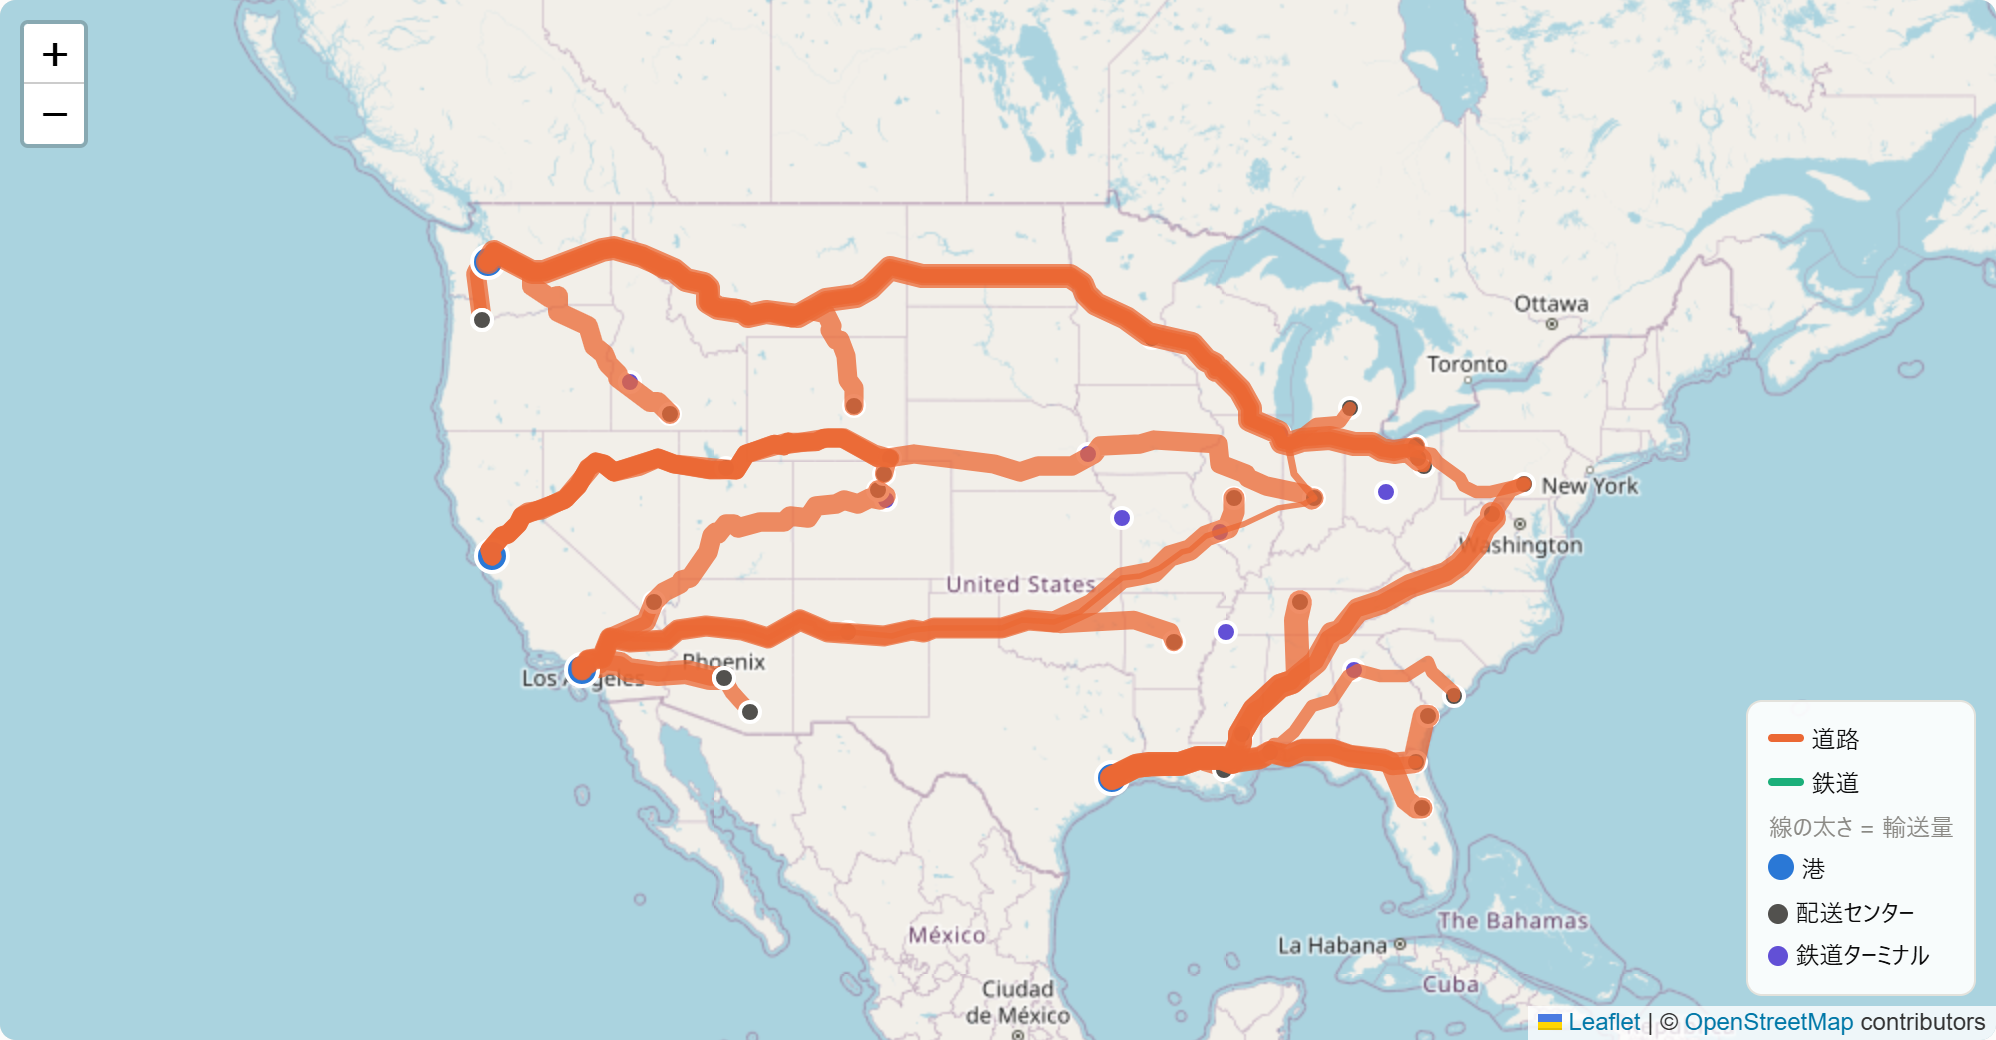 +
−
Ottawa
Toronto
New York
Washington
United States
Phoenix
Los Angeles
道路
鉄道
線の太さ = 輸送量
港
配送センター
鉄道ターミナル
The Bahamas
México
La Habana
Cuba
Ciudad
de México
Leaflet | © OpenStreetMap contributors